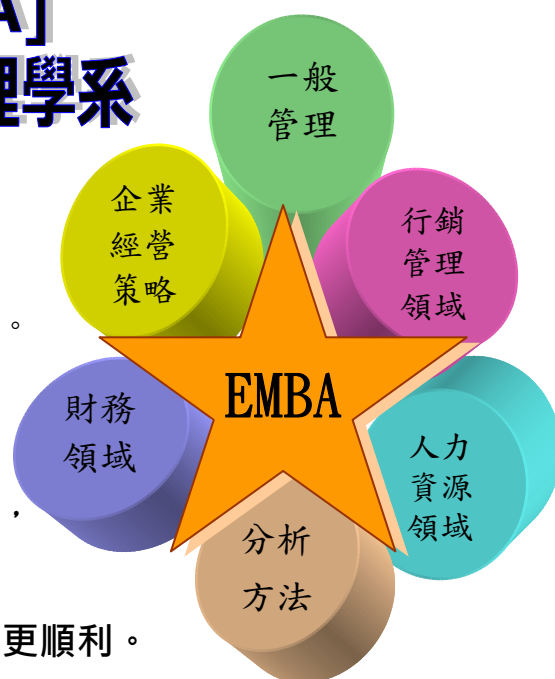 A]
理學系
一般
管理
企業
經營
策略
行銷
管理
領域
。
EMBA
財務
領域
人力
資源
領域
，
分析
方法
更順利。